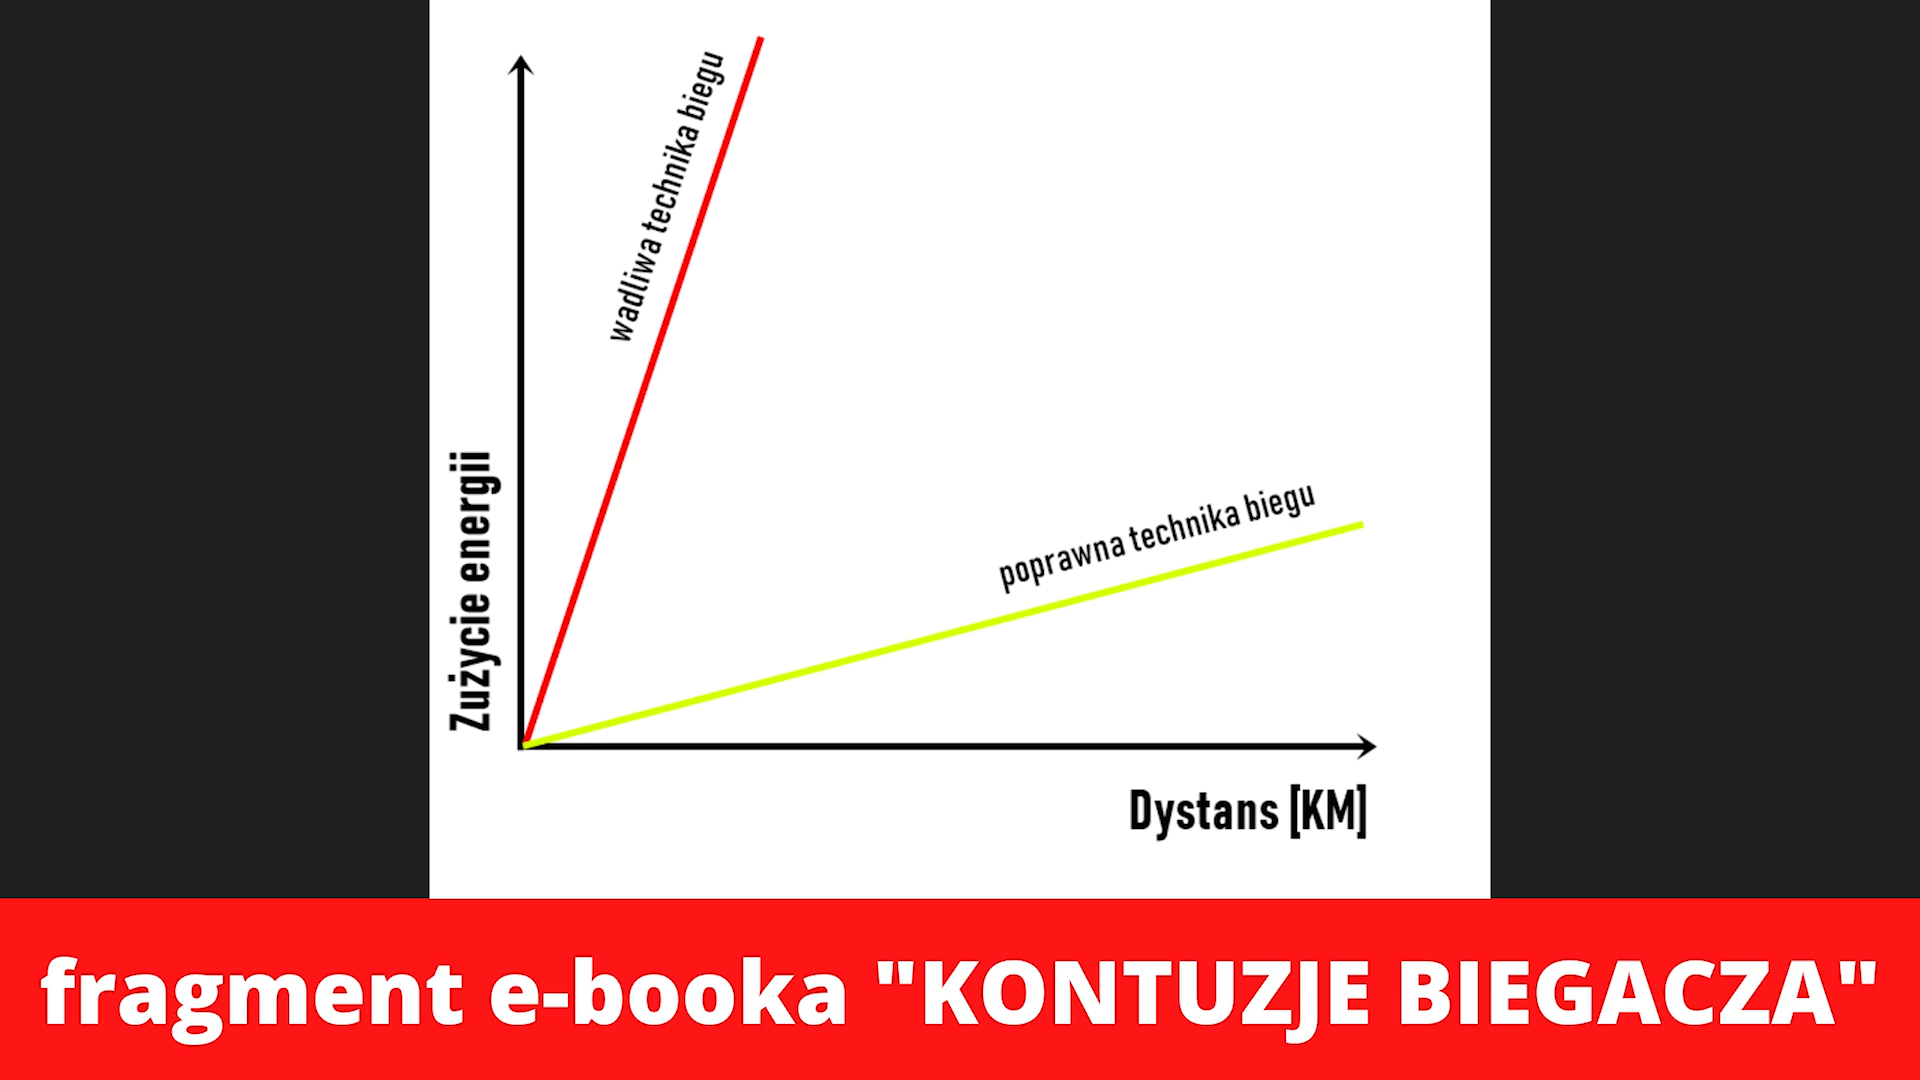 wadliwa technika biegu
poprawna technika biegu
Zużycie energii
Dystans [KM]
fragment e-booka "KONTUZJE BIEGACZA"